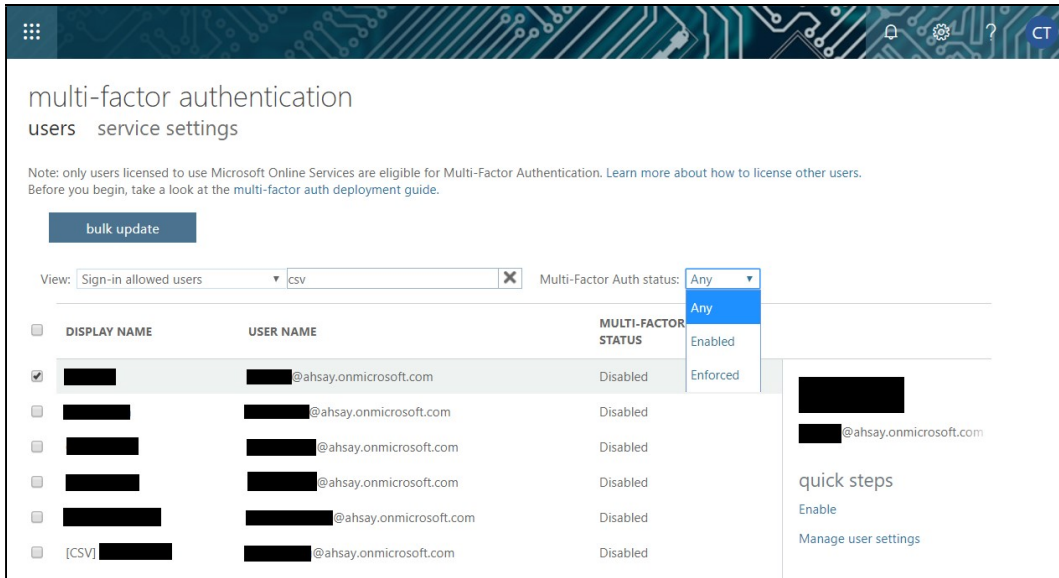 CT
multi-factor authentication
users service settings
Note: only users licensed to use Microsoft Online Services are eligible for Multi-Factor Authentication. Learn more about how to license other users.
Before you begin, take a look at the multi-factor auth deployment guide.
bulk update
View: Sign-in allowed users csv Multi-Factor Auth status: Any
Any
Enabled
Enforced
DISPLAY NAME USER NAME MULTI-FACTOR
STATUS
@ahsay.onmicrosoft.com Disabled
@ahsay.onmicrosoft.com Disabled
@ahsay.onmicrosoft.com Disabled
@ahsay.onmicrosoft.com Disabled
@ahsay.onmicrosoft.com Disabled
[CSV] @ahsay.onmicrosoft.com Disabled
@ahsay.onmicrosoft.com
quick steps
Enable
Manage user settings